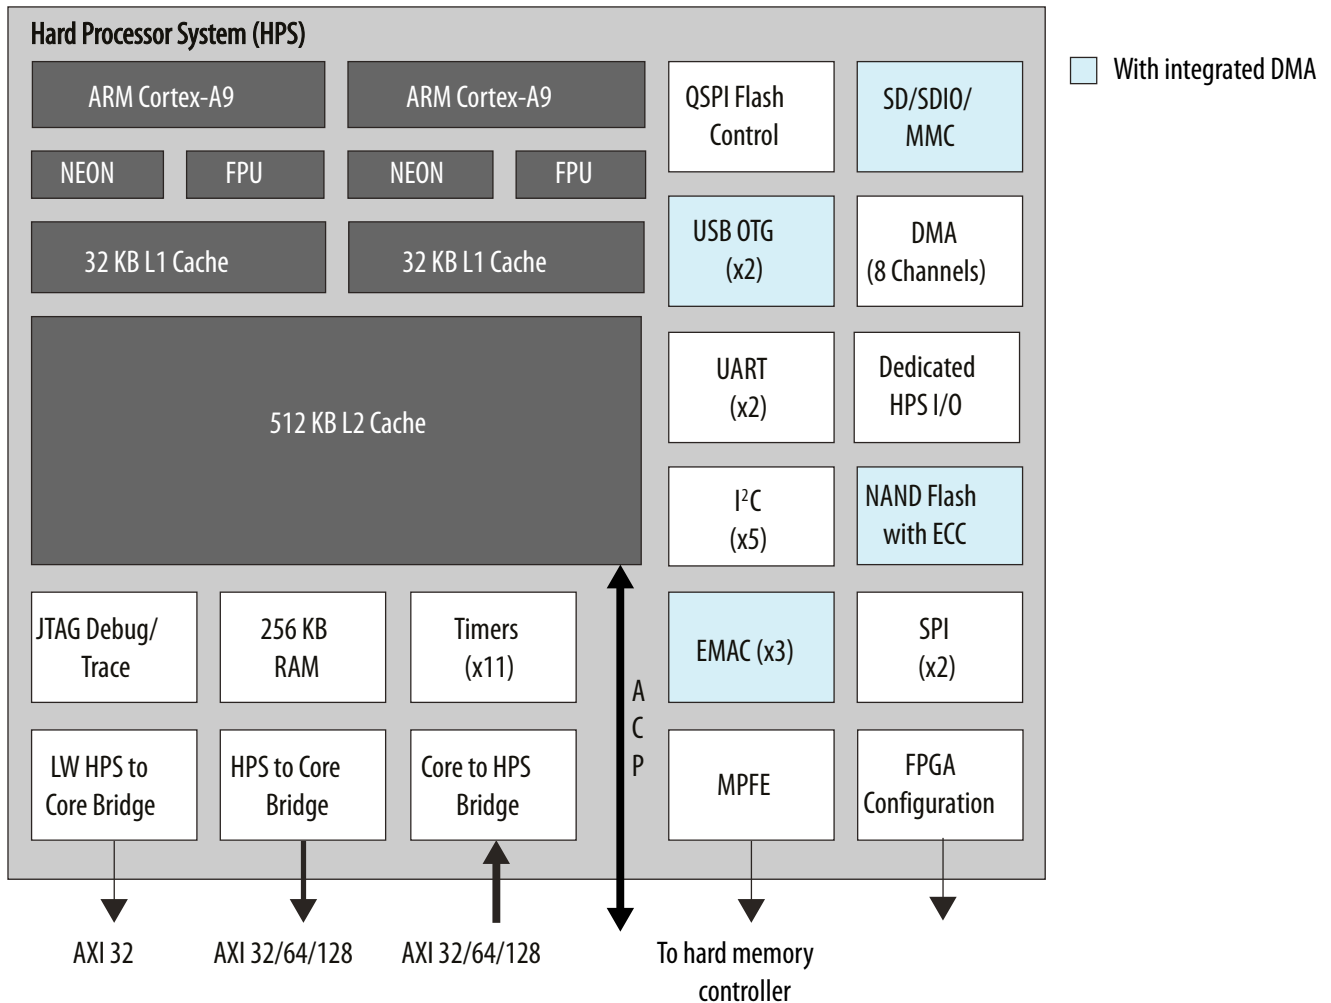 Hard Processor System (HPS)
With integrated DMA
ARM Cortex-A9
ARM Cortex-A9
QSPI Flash
Control
SD/SDIO/
MMC
NEON
FPU
NEON
FPU
32 KB L1 Cache
32 KB L1 Cache
USB OTG
(x2)
DMA
(8 Channels)
512 KB L2 Cache
UART
(x2)
Dedicated
HPS I/O
I²C
(x5)
NAND Flash
with ECC
JTAG Debug/
Trace
256 KB
RAM
Timers
(x11)
A
C
P
EMAC (x3)
SPI
(x2)
LW HPS to
Core Bridge
HPS to Core
Bridge
Core to HPS
Bridge
MPFE
FPGA
Configuration
AXI 32
AXI 32/64/128
AXI 32/64/128
To hard memory
controller